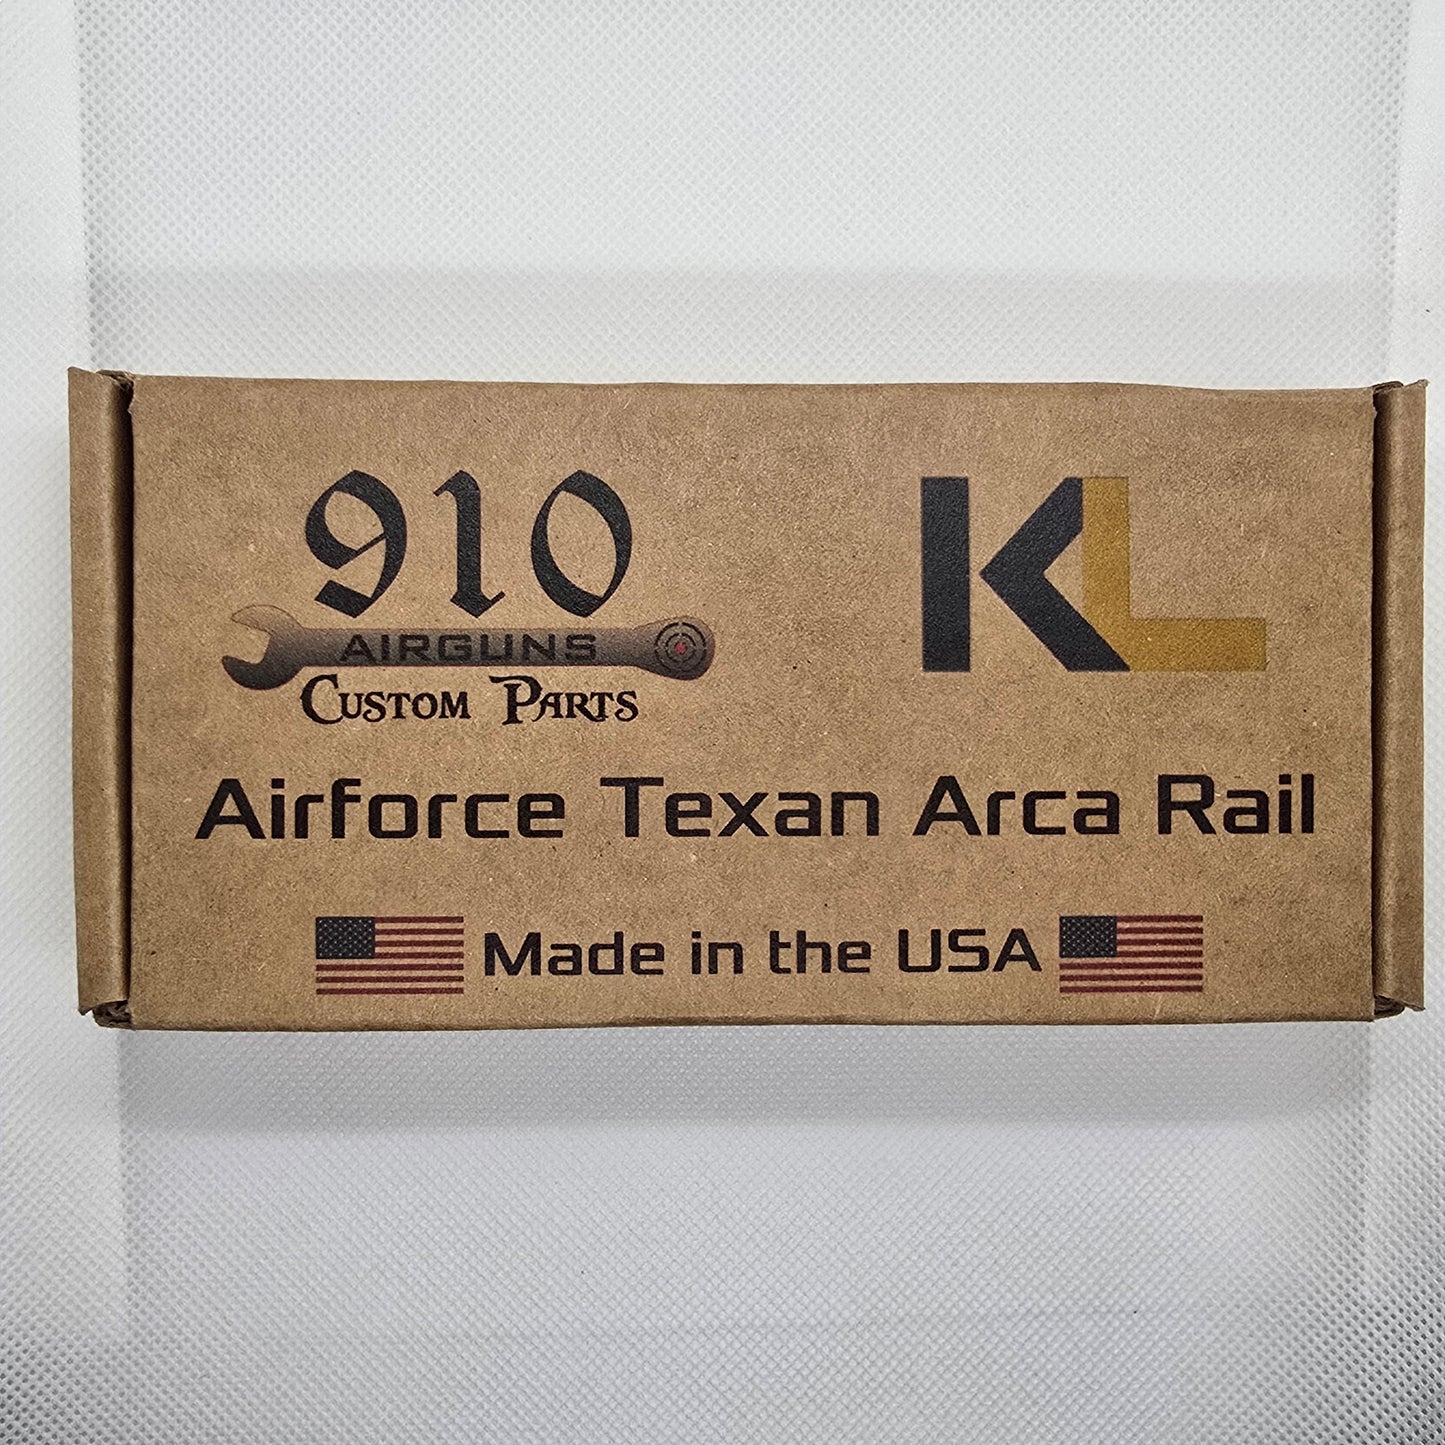 910
AIRGUNS
Custom Parts
KL
Airforce Texan Arca Rail
Made in the USA